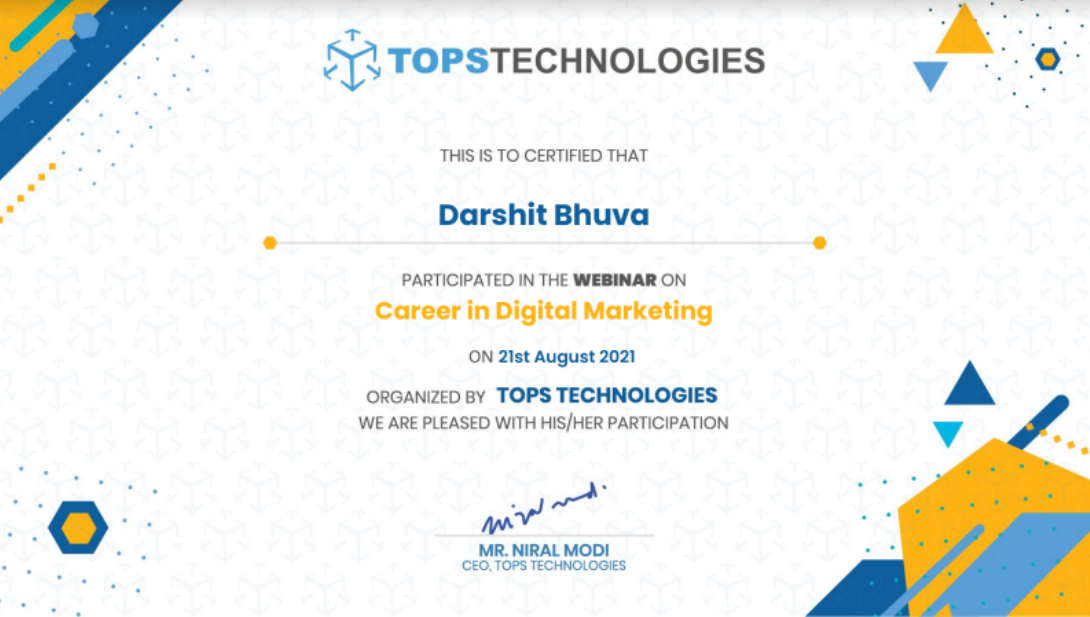 TOPSTECHNOLOGIES
THIS IS TO CERTIFIED THAT
Darshit Bhuva
PARTICIPATED IN THE WEBINAR ON
Career in Digital Marketing
ON 21st August 2021
ORGANIZED BY TOPS TECHNOLOGIES
WE ARE PLEASED WITH HIS/HER PARTICIPATION
MR. NIRAL MODI
CEO, TOPS TECHNOLOGIES